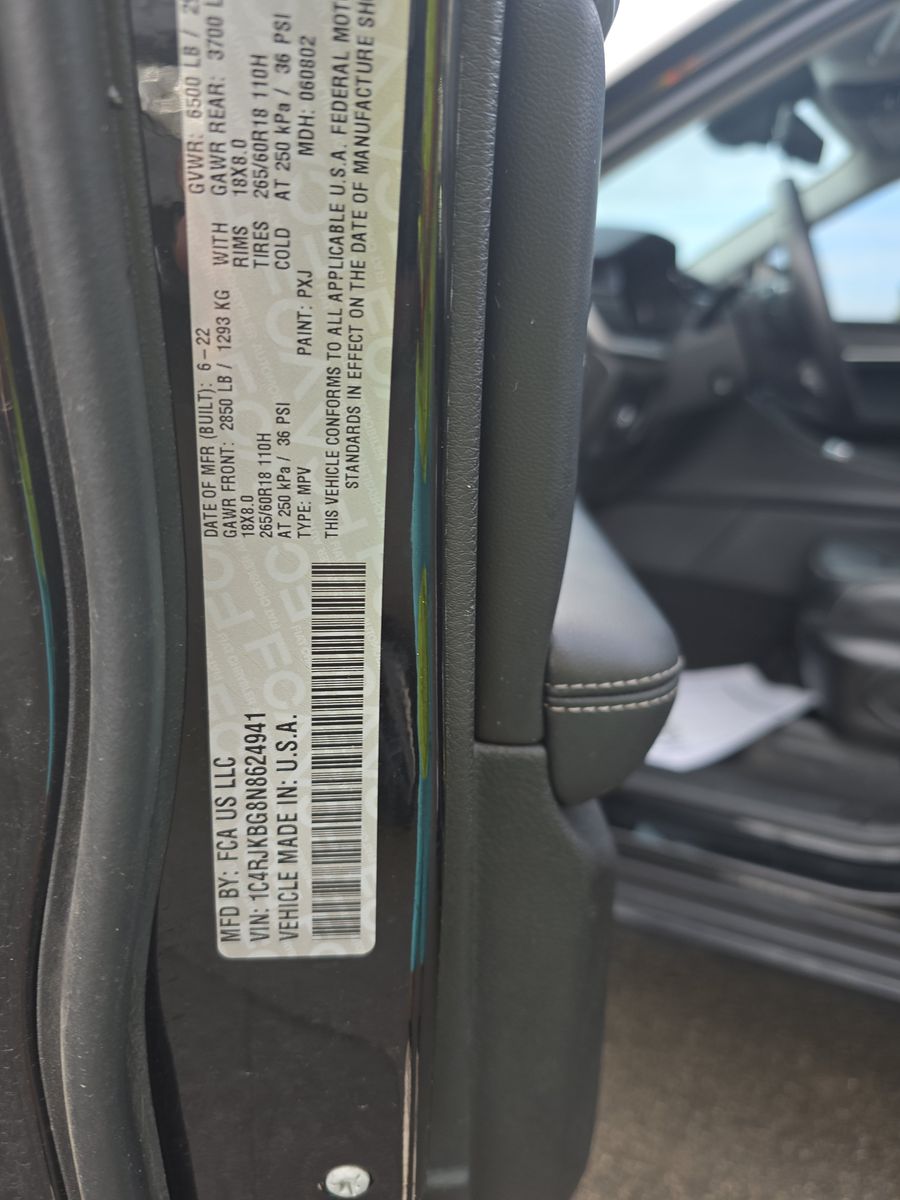 MFD BY: FCA US LLC
VIN: 1C4RJKBG8N8624941
VEHICLE MADE IN: U.S.A.
DATE OF MFR (BUILT): 6-22 GVWR: 6500 LB /
GAWR FRONT: 2850 LB / 1293 KG WITH GAWR REAR: 3700
18X8.0 RIMS 18X8.0
265/60R18 110H TIRES 265/60R18 110H
AT 250 kPa / 36 PSI COLD AT 250 kPa / 36 PSI
TYPE: MPV PAINT: PXJ MDH: 060802
THIS VEHICLE CONFORMS TO ALL APPLICABLE U.S.A. FEDERAL
STANDARDS IN EFFECT ON THE DATE OF MANUFACTURE